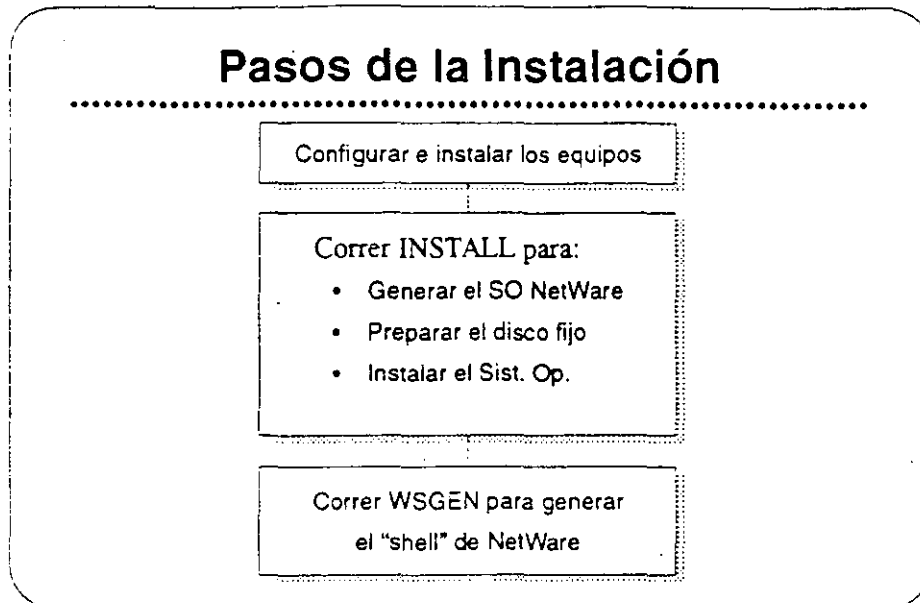 Pasos de la Instalación
Configurar e instalar los equipos
Correr INSTALL para:
• Generar el SO NetWare
• Preparar el disco fijo
• Instalar el Sist. Op.
Correr WSGEN para generar
el “shell” de NetWare